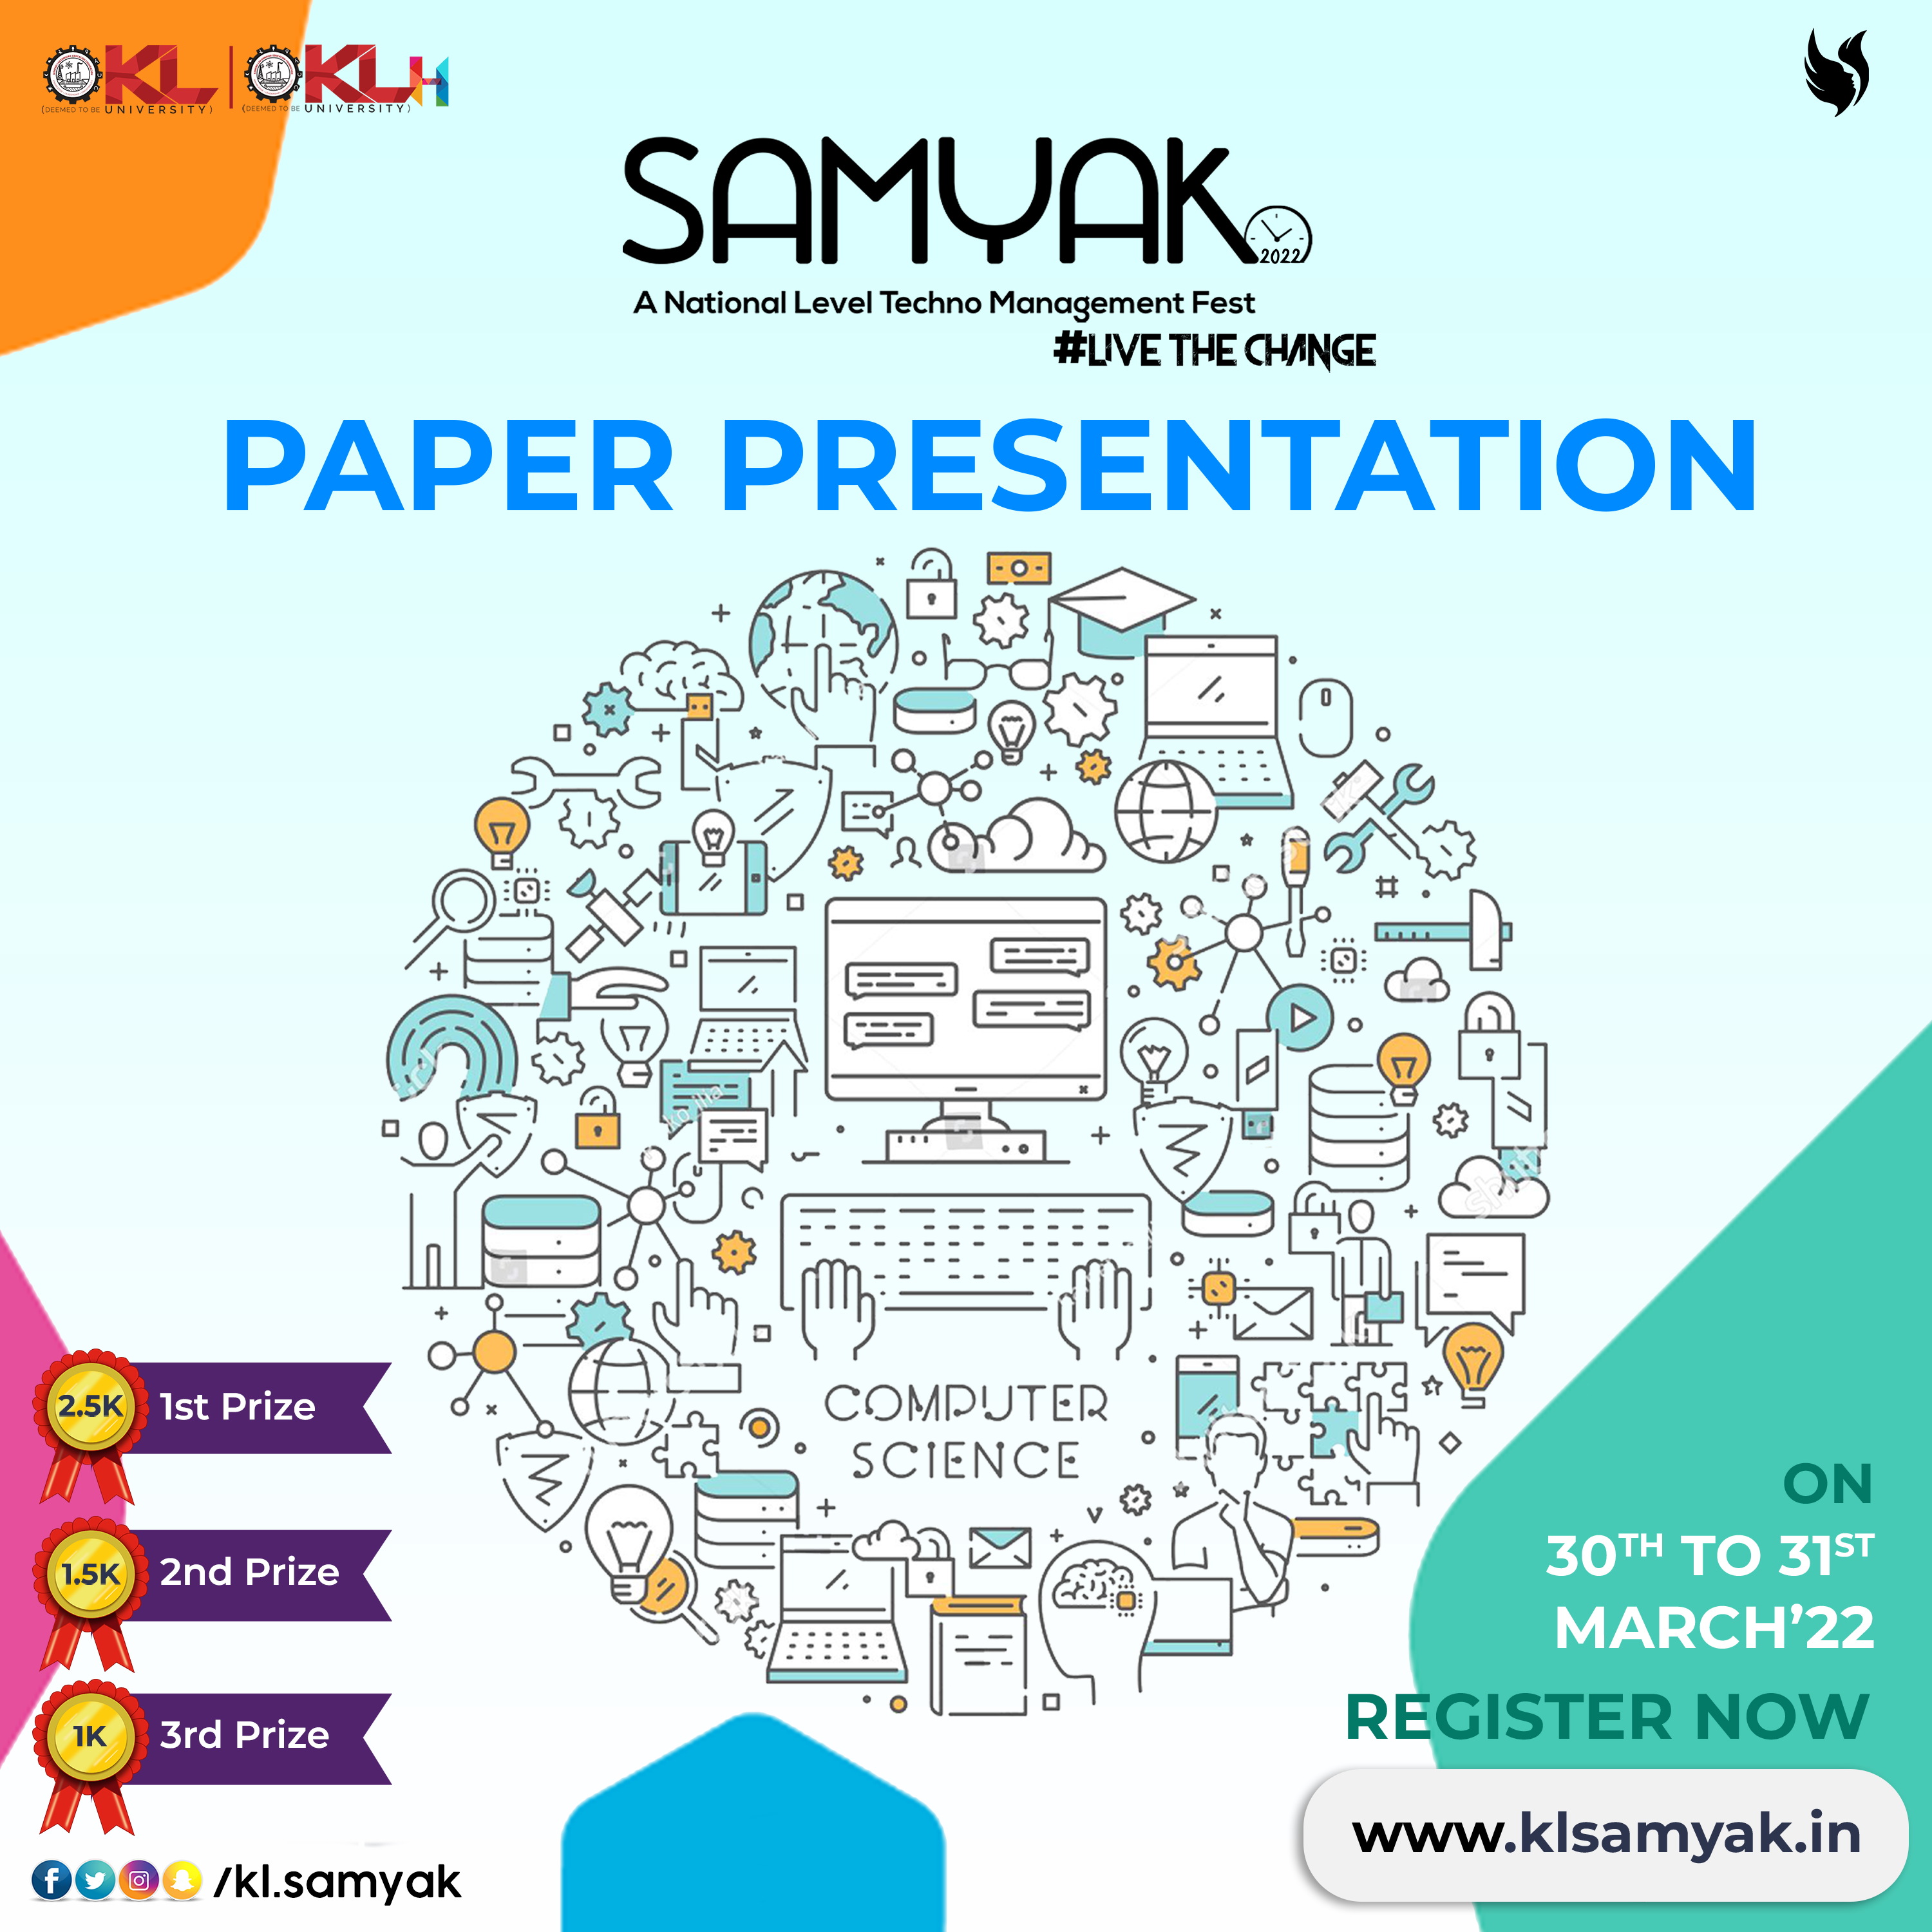 KL | KLH
(DEEMED TO BE UNIVERSITY) (DEEMED TO BE UNIVERSITY)
SAMYAK
2022
A National Level Techno Management Fest
#LIVE THE CHANGE
PAPER PRESENTATION
COMPUTER
SCIENCE
2.5K 1st Prize
1.5K 2nd Prize
1K 3rd Prize
ON
30TH TO 31ST
MARCH'22
REGISTER NOW
www.klsamyak.in
/kl.samyak